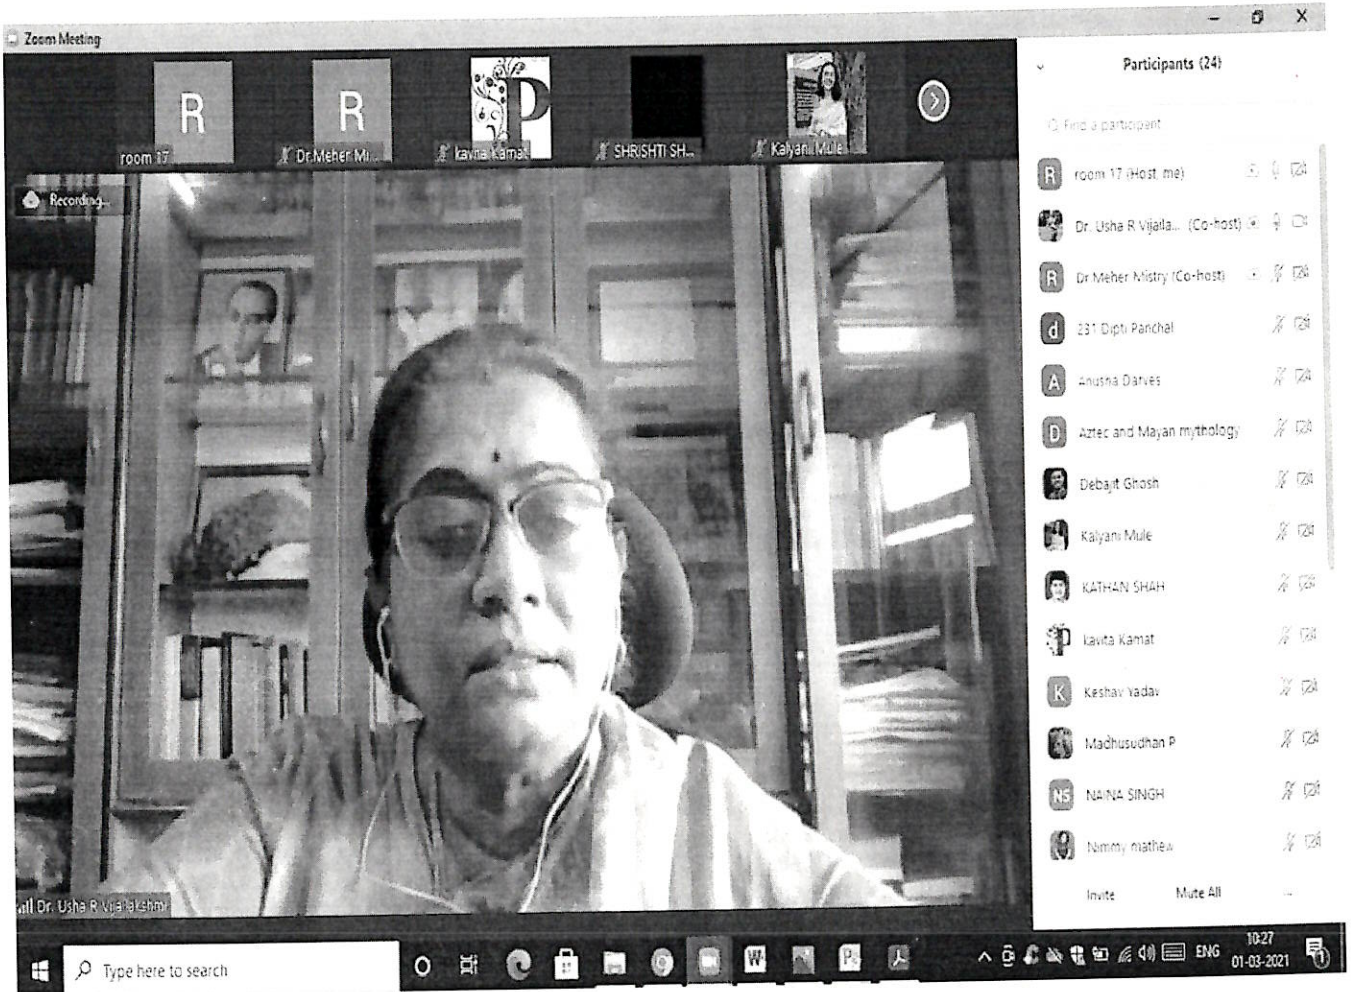 Zoom Meeting
R
R
P
room 17
Dr.Meher Mi...
kavita Kamat
SHRISHTI SH...
Kalyani Mule
Recording...
Dr. Usha R Vijailakshmi
Participants (24)
Find a participant
R room 17 (Host, me)
Dr. Usha R Vijaila... (Co-host)
R Dr Meher Mistry (Co-host)
d 231 Dipti Panchal
A Anusha Darves
D Aztec and Mayan mythology
Debajit Ghosh
Kalyani Mule
KATHAN SHAH
P kavita Kamat
K Keshav Yadav
Madhusudhan P
NS NAINA SINGH
Nimmy mathew
Invite Mute All ...
Type here to search
ENG
10:27
01-03-2021
1